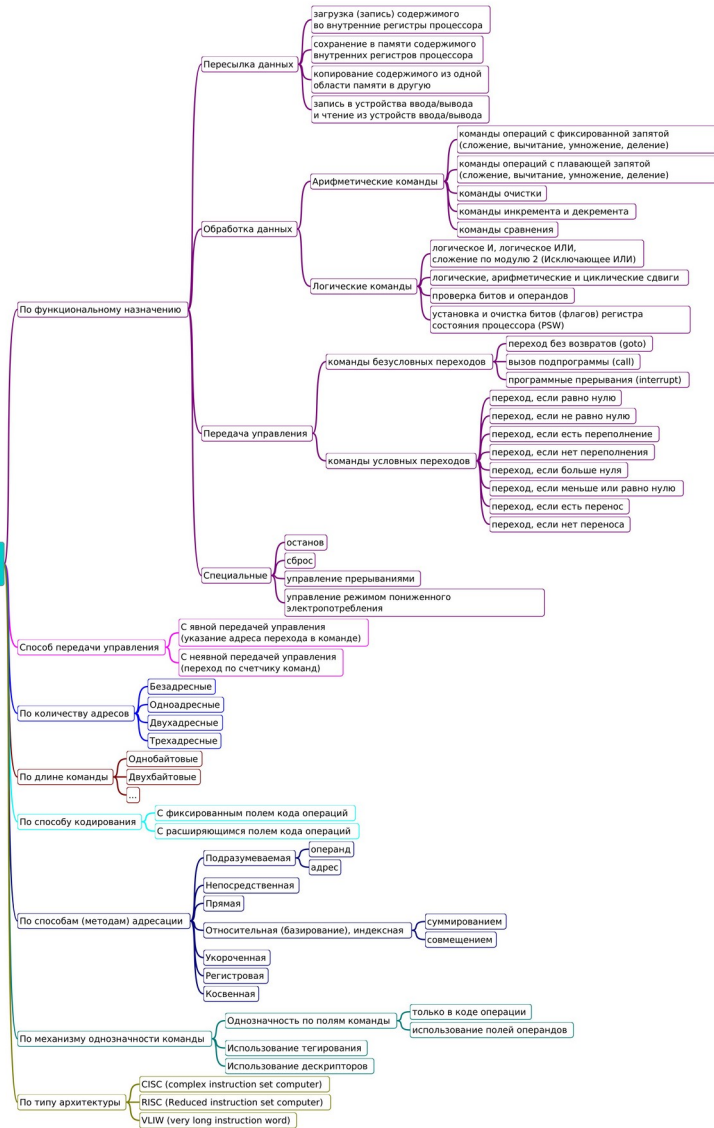 загрузка (запись) содержимого
во внутренние регистры процессора
сохранение в памяти содержимого
внутренних регистров процессора
Пересылка данных
копирование содержимого из одной
области памяти в другую
запись в устройства ввода/вывода
и чтение из устройств ввода/вывода
команды операций с фиксированной запятой
(сложение, вычитание, умножение, деление)
команды операций с плавающей запятой
(сложение, вычитание, умножение, деление)
Арифметические команды
команды очистки
команды инкремента и декремента
команды сравнения
Обработка данных
логическое И, логическое ИЛИ,
сложение по модулю 2 (Исключающее ИЛИ)
логические, арифметические и циклические сдвиги
Логические команды
проверка битов и операндов
установка и очистка битов (флагов) регистра
состояния процессора (PSW)
По функциональному назначению
переход без возвратов (goto)
команды безусловных переходов
вызов подпрограммы (call)
программные прерывания (interrupt)
Передача управления
переход, если равно нулю
переход, если не равно нулю
переход, если есть переполнение
переход, если нет переполнения
команды условных переходов
переход, если больше нуля
переход, если меньше или равно нулю
переход, если есть перенос
переход, если нет переноса
останов
сброс
Специальные
управление прерываниями
управление режимом пониженного
электропотребления
С явной передачей управления
(указание адреса перехода в команде)
Способ передачи управления
С неявной передачей управления
(переход по счетчику команд)
Безадресные
Одноадресные
По количеству адресов
Двухадресные
Трехадресные
Однобайтовые
По длине команды
Двухбайтовые
...
С фиксированным полем кода операций
По способу кодирования
С расширяющимся полем кода операций
операнд
Подразумеваемая
адрес
Непосредственная
Прямая
По способам (методам) адресации
суммированием
Относительная (базирование), индексная
совмещением
Укороченная
Регистровая
Косвенная
только в коде операции
Однозначность по полям команды
использование полей операндов
По механизму однозначности команды
Использование тегирования
Использование дескрипторов
CISC (complex instruction set computer)
По типу архитектуры
RISC (Reduced instruction set computer)
VLIW (very long instruction word)